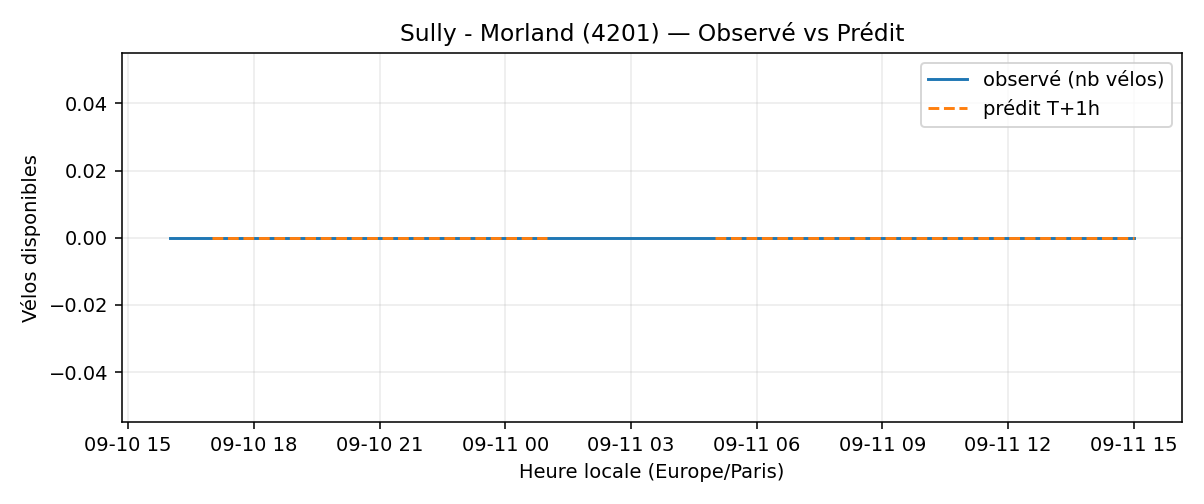 Sully - Morland (4201) — Observé vs Prédit
observé (nb vélos)
prédit T+1h
Vélos disponibles
0.04
0.02
0.00
−0.02
−0.04
09-10 15 09-10 18 09-10 21 09-11 00 09-11 03 09-11 06 09-11 09 09-11 12 09-11 15
Heure locale (Europe/Paris)